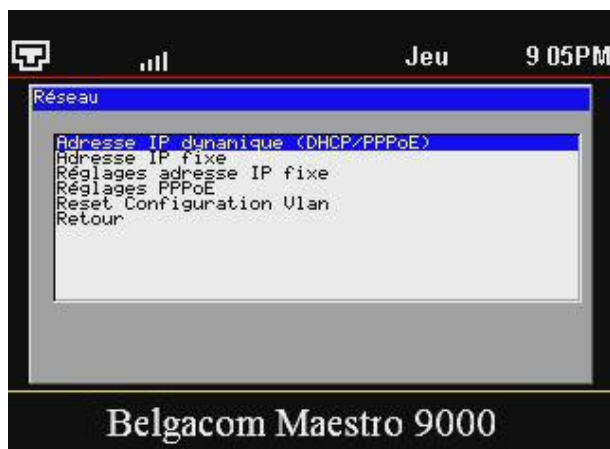 Jeu 9 05PM
Réseau
Adresse IP dynamique (DHCP/PPPoE)
Adresse IP fixe
Réglages adresse IP fixe
Réglages PPPoE
Reset Configuration Vlan
Retour
Belgacom Maestro 9000